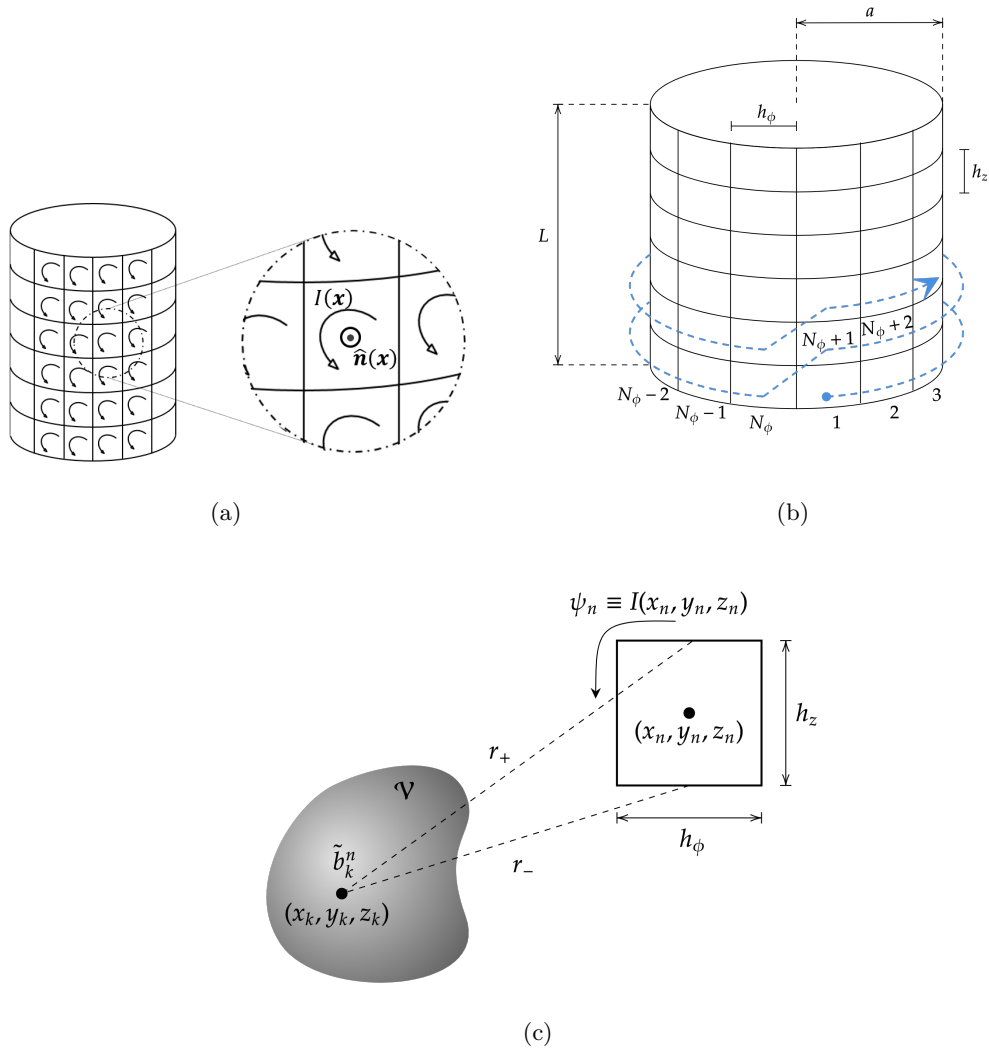 a
h_ϕ
h_z
L
I(x)
n̂(x)
N_ϕ+1
N_ϕ+2
N_ϕ−2
N_ϕ−1
N_ϕ
1
2
3
(a)
(b)
ψ_n ≡ I(x_n, y_n, z_n)
(x_n, y_n, z_n)
h_z
r_+
𝒱
h_ϕ
b̃_k^n
r_−
(x_k, y_k, z_k)
(c)